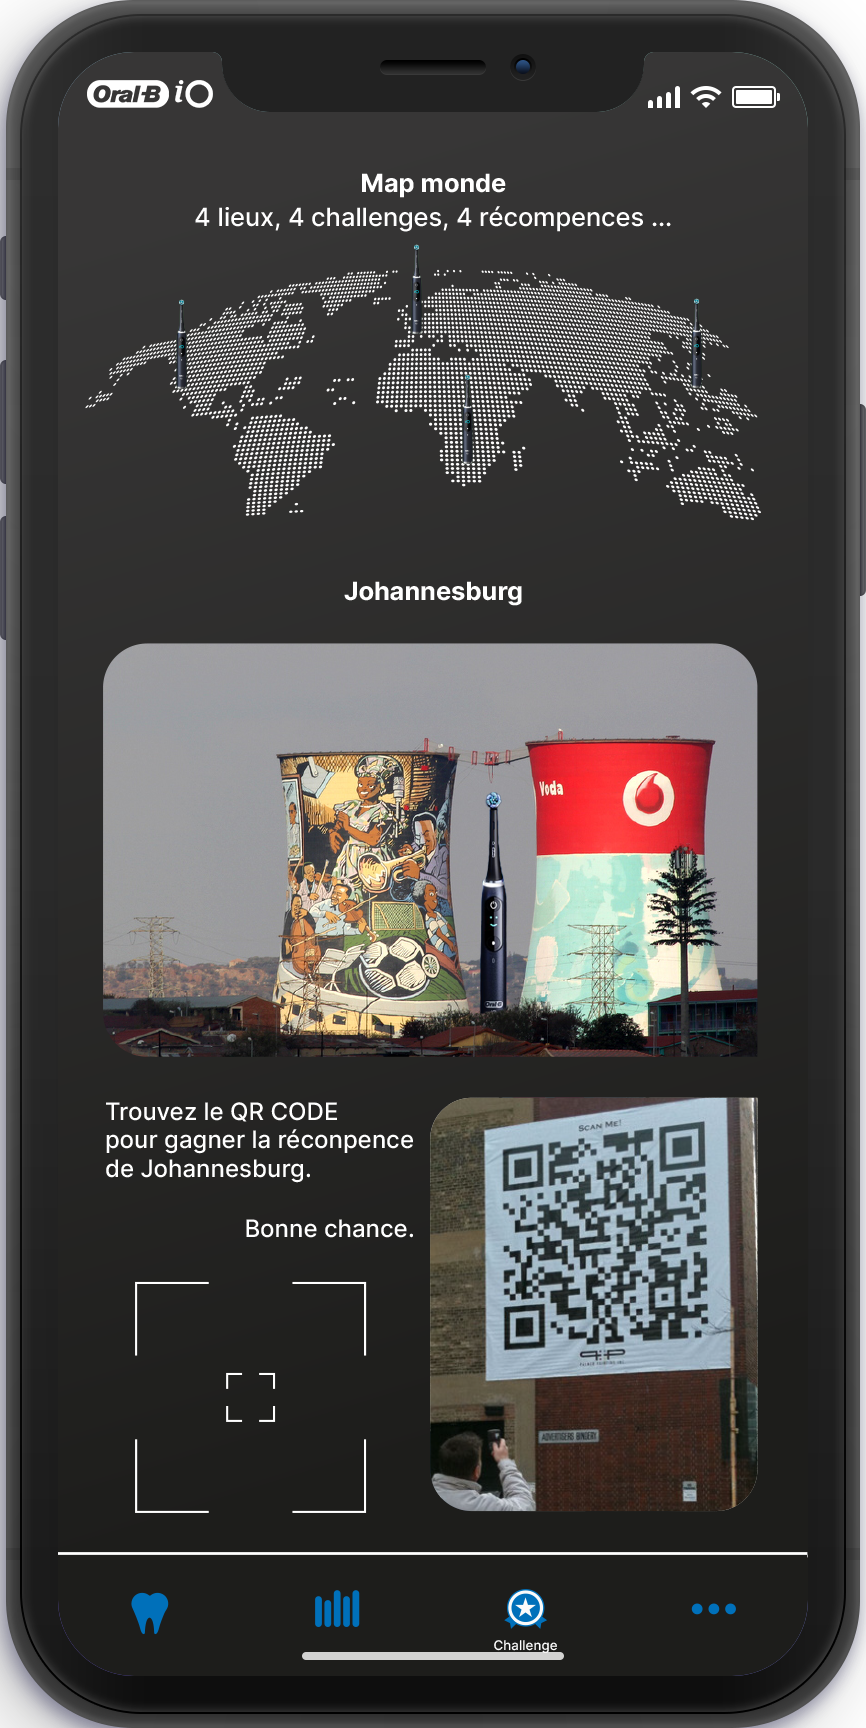 Oral-B iO
Map monde
4 lieux, 4 challenges, 4 récompences ...
Johannesburg
Voda
Oral-B
Trouvez le QR CODE
pour gagner la réconpence
de Johannesburg.
Bonne chance.
SCAN ME!
ADVERTISERS BINDERY
Challenge